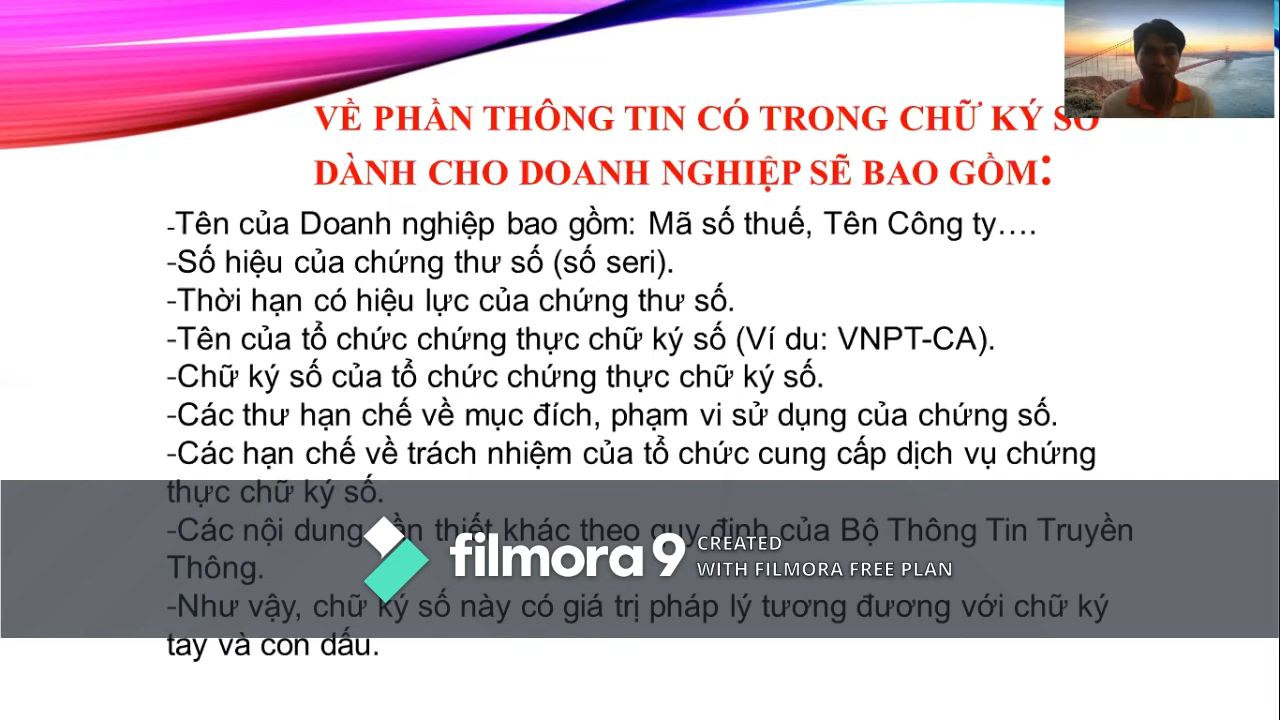 VỀ PHẦN THÔNG TIN CÓ TRONG CHỮ KÝ SỐ
DÀNH CHO DOANH NGHIỆP SẼ BAO GỒM:
-Tên của Doanh nghiệp bao gồm: Mã số thuế, Tên Công ty….
-Số hiệu của chứng thư số (số seri).
-Thời hạn có hiệu lực của chứng thư số.
-Tên của tổ chức chứng thực chữ ký số (Ví du: VNPT-CA).
-Chữ ký số của tổ chức chứng thực chữ ký số.
-Các thư hạn chế về mục đích, phạm vi sử dụng của chứng số.
-Các hạn chế về trách nhiệm của tổ chức cung cấp dịch vụ chứng
thực chữ ký số.
-Các nội dung cần thiết khác theo quy định của Bộ Thông Tin Truyền
Thông.
filmora9 CREATED
WITH FILMORA FREE PLAN
-Như vậy, chữ ký số này có giá trị pháp lý tương đương với chữ ký
tay và con dấu.